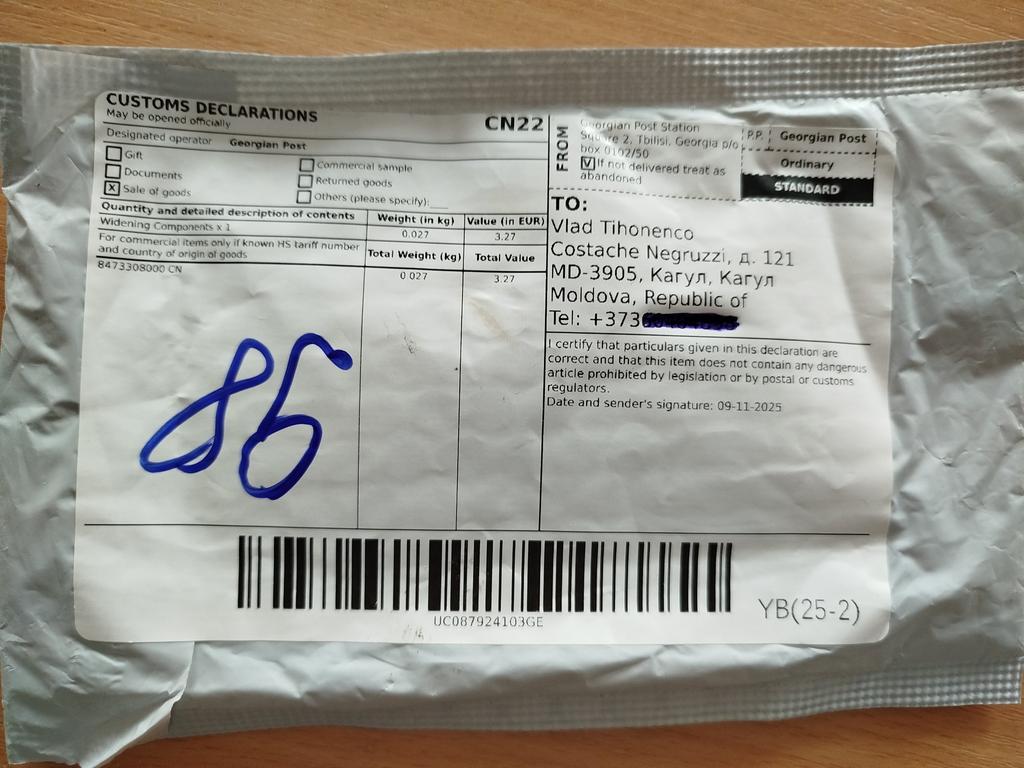 CUSTOMS DECLARATIONS
May be opened officially
CN22
Designated operator Georgian Post
Gift
Documents
X Sale of goods
Commercial sample
Returned goods
Others (please specify):___
Quantity and detailed description of contents
Weight (in kg)
Value (in EUR)
Widening Components x 1
0.027
3.27
For commercial items only if known HS tariff number
and country of origin of goods
Total Weight (kg)
Total Value
8473308000 CN
0.027
3.27
86
FROM
Georgian Post Station
Square 2, Tbilisi, Georgia p/o
box 0102/50
V If not delivered treat as
abandoned
P.P.
Georgian Post
Ordinary
STANDARD
TO:
Vlad Tihonenco
Costache Negruzzi, д. 121
MD-3905, Кагул, Кагул
Moldova, Republic of
Tel: +373
I certify that particulars given in this declaration are
correct and that this item does not contain any dangerous
article prohibited by legislation or by postal or customs
regulators.
Date and sender's signature: 09-11-2025
UC087924103GE
YB(25-2)